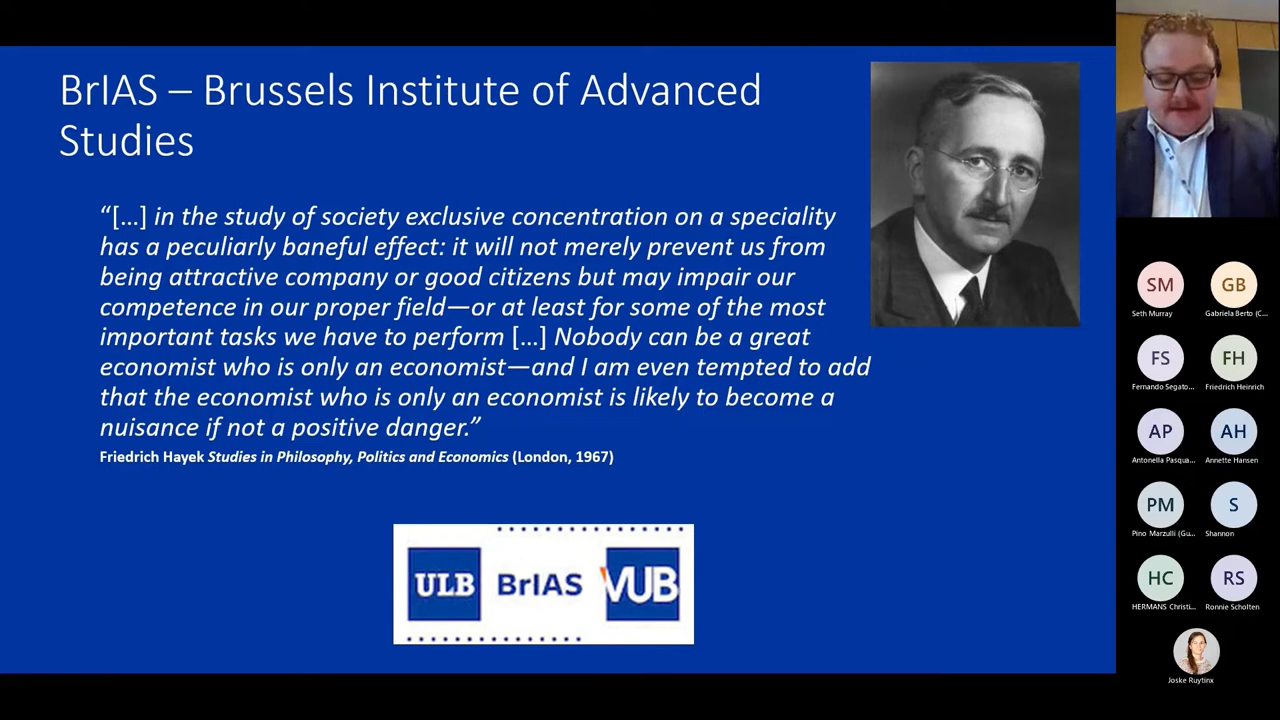 BrIAS – Brussels Institute of Advanced
Studies
“[…] in the study of society exclusive concentration on a speciality
has a peculiarly baneful effect: it will not merely prevent us from
being attractive company or good citizens but may impair our
competence in our proper field—or at least for some of the most
important tasks we have to perform […] Nobody can be a great
economist who is only an economist—and I am even tempted to add
that the economist who is only an economist is likely to become a
nuisance if not a positive danger.”
Friedrich Hayek Studies in Philosophy, Politics and Economics (London, 1967)
ULB BrIAS VUB
SM GB
Seth Murray Gabriela Berto (C...
FS FH
Fernando Segato... Friedrich Heinrich
AP AH
Antonella Pasqua... Annette Hansen
PM S
Pino Marzulli (Gu... Shannon
HC RS
HERMANS Christi... Ronnie Scholten
Joske Ruytinx